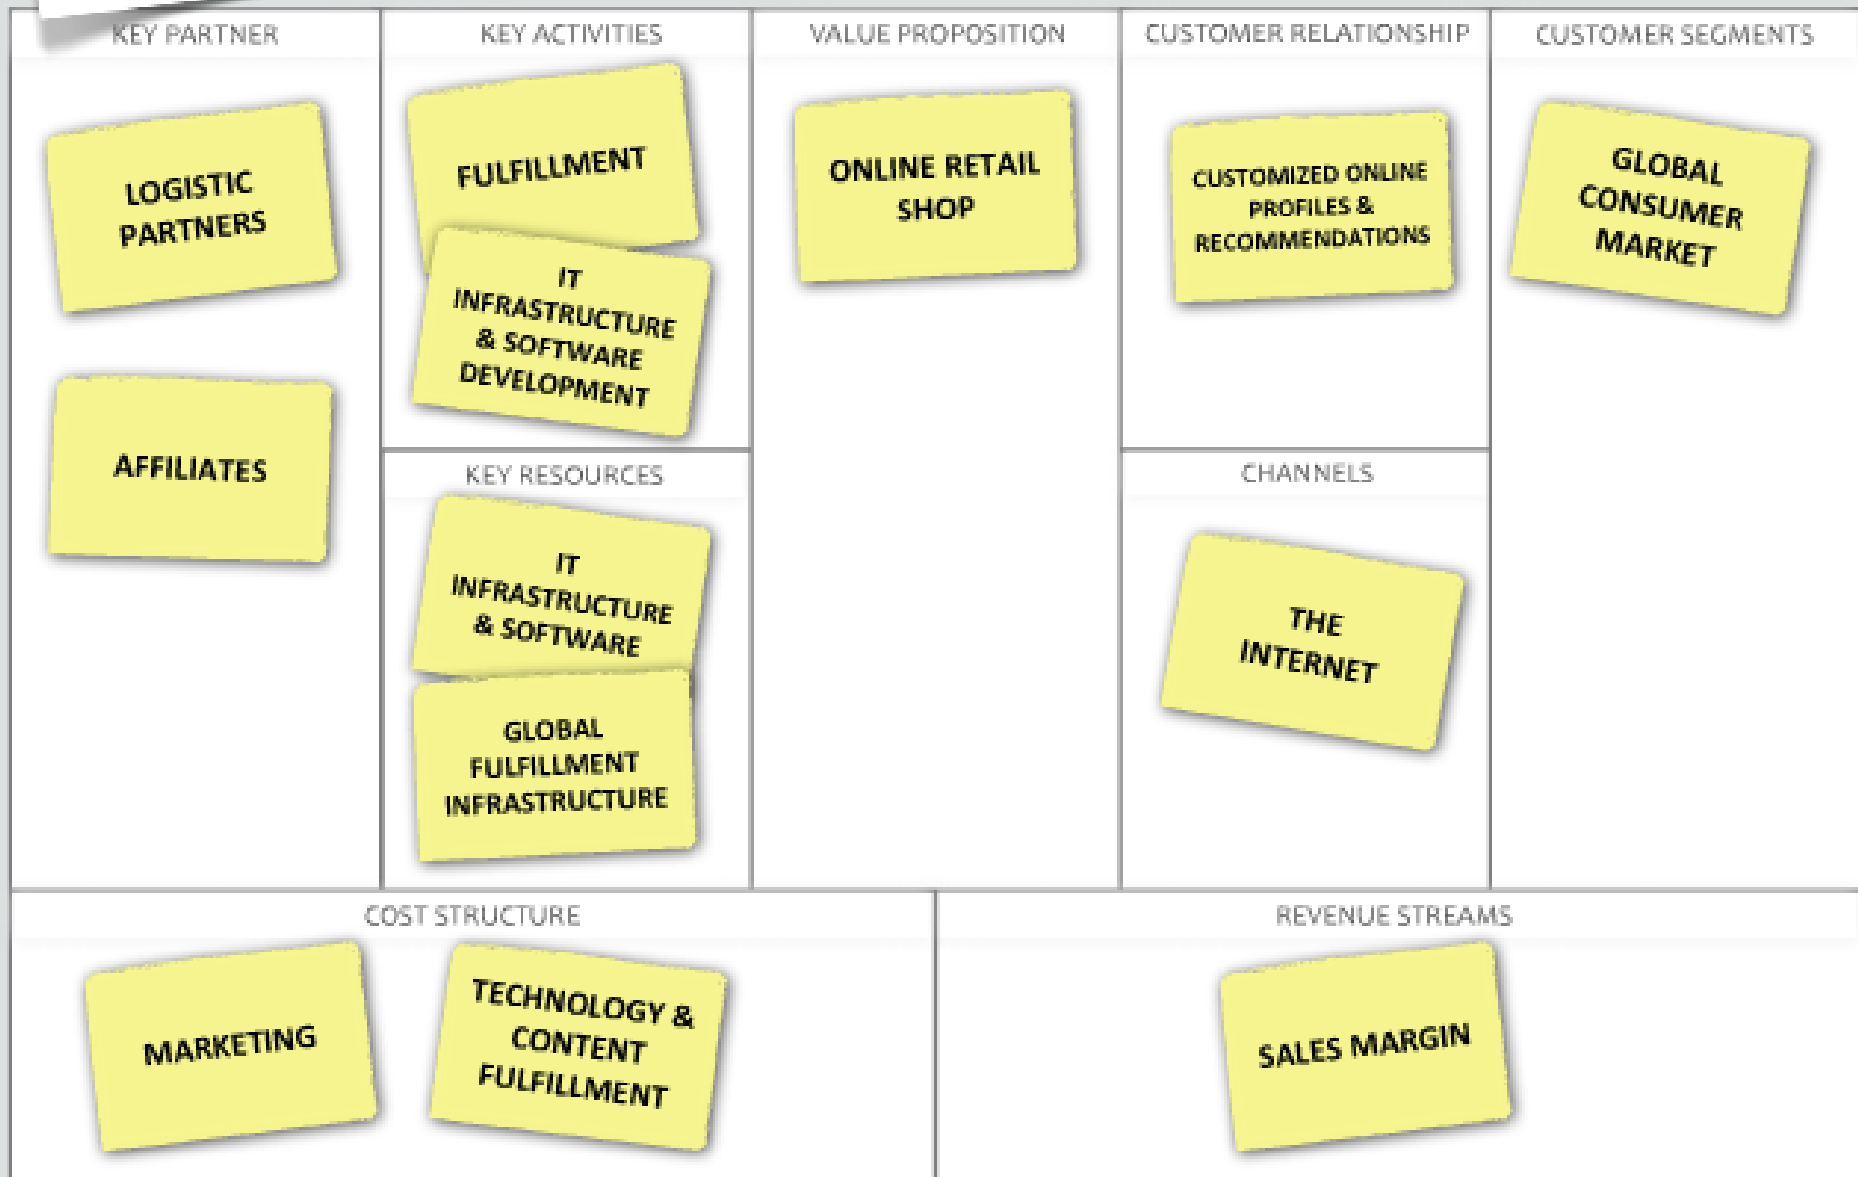 KEY PARTNER
LOGISTIC
PARTNERS
AFFILIATES
KEY ACTIVITIES
FULFILLMENT
IT
INFRASTRUCTURE
& SOFTWARE
DEVELOPMENT
KEY RESOURCES
IT
INFRASTRUCTURE
& SOFTWARE
GLOBAL
FULFILLMENT
INFRASTRUCTURE
VALUE PROPOSITION
ONLINE RETAIL
SHOP
CUSTOMER RELATIONSHIP
CUSTOMIZED ONLINE
PROFILES &
RECOMMENDATIONS
CHANNELS
THE
INTERNET
CUSTOMER SEGMENTS
GLOBAL
CONSUMER
MARKET
COST STRUCTURE
MARKETING
TECHNOLOGY &
CONTENT
FULFILLMENT
REVENUE STREAMS
SALES MARGIN